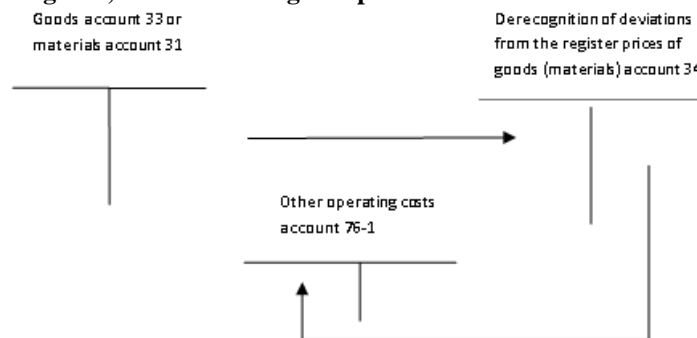 Goods account 33 or
materials account 31
Derecognition of deviations
from the register prices of
goods (materials) account 34
Other operating costs
account 76-1